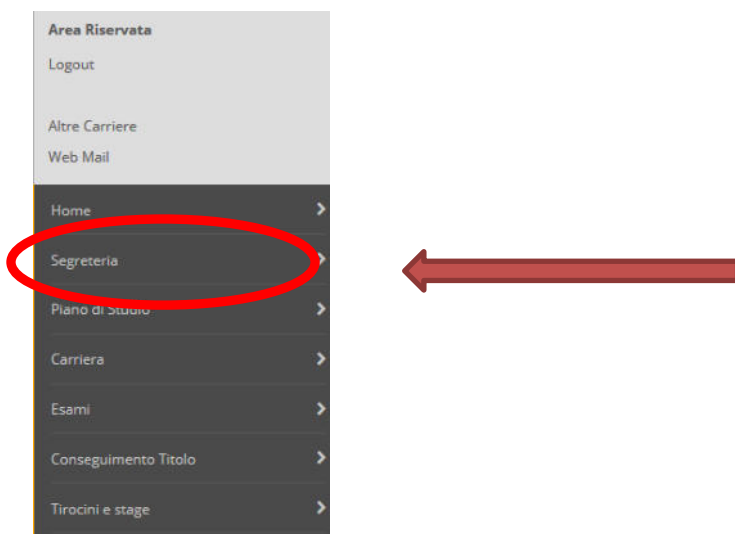 Area Riservata
Logout
Altre Carriere
Web Mail
Home
Segreteria
Piano di Studio
Carriera
Esami
Conseguimento Titolo
Tirocini e stage